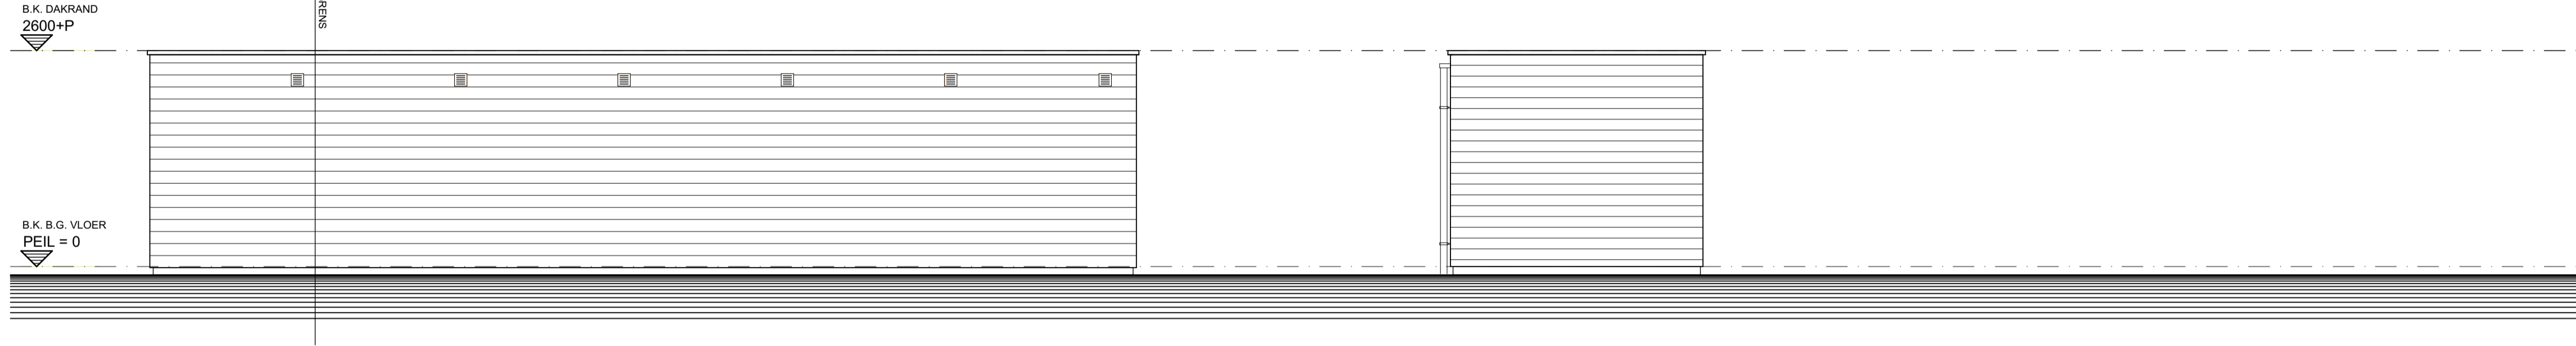 B.K. DAKRAND
2600+P
RENS
B.K. B.G. VLOER
PEIL = 0